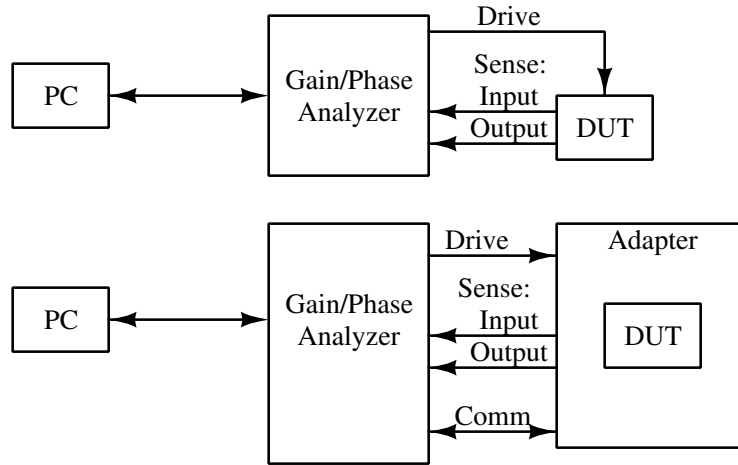 Drive
PC
Gain/Phase
Analyzer
Sense:
Input
Output
DUT
Drive
Adapter
PC
Gain/Phase
Analyzer
Sense:
Input
Output
DUT
Comm